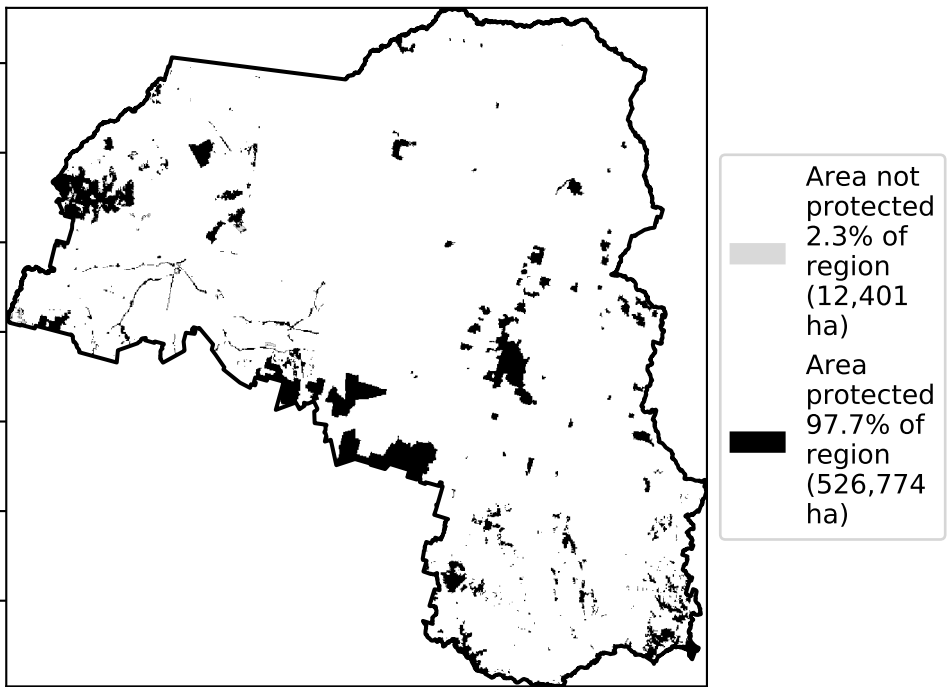 Area not
protected
2.3% of
region
(12,401
ha)
Area
protected
97.7% of
region
(526,774
ha)